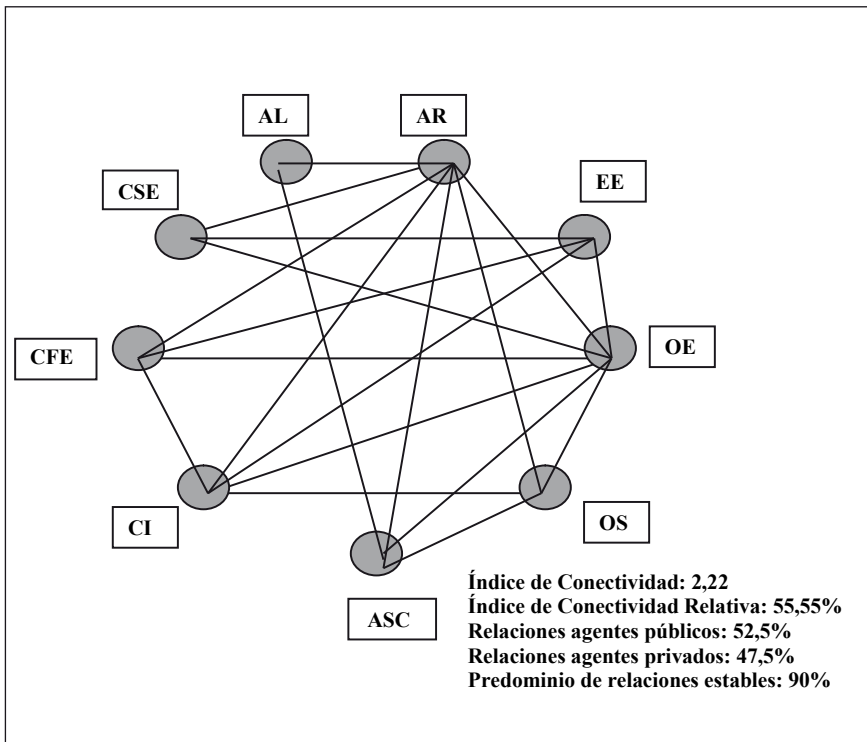 AL
AR
CSE
EE
CFE
OE
CI
OS
ASC
Índice de Conectividad: 2,22
Índice de Conectividad Relativa: 55,55%
Relaciones agentes públicos: 52,5%
Relaciones agentes privados: 47,5%
Predominio de relaciones estables: 90%